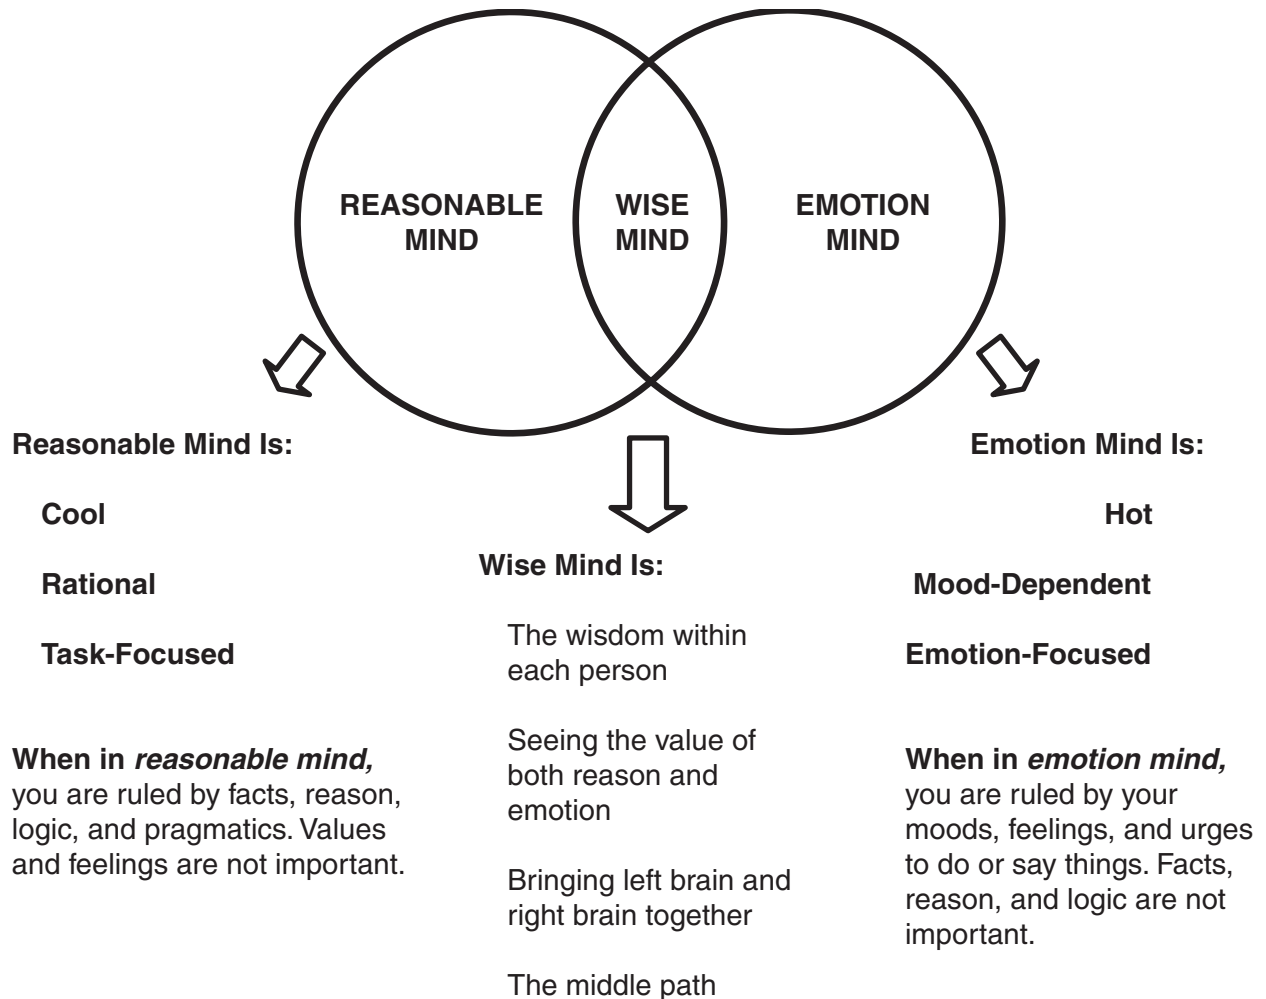 REASONABLE
MIND
WISE
MIND
EMOTION
MIND
Reasonable Mind Is:
Cool
Rational
Task-Focused
When in reasonable mind,
you are ruled by facts, reason,
logic, and pragmatics. Values
and feelings are not important.
Wise Mind Is:
The wisdom within
each person
Seeing the value of
both reason and
emotion
Bringing left brain and
right brain together
The middle path
Emotion Mind Is:
Hot
Mood-Dependent
Emotion-Focused
When in emotion mind,
you are ruled by your
moods, feelings, and urges
to do or say things. Facts,
reason, and logic are not
important.